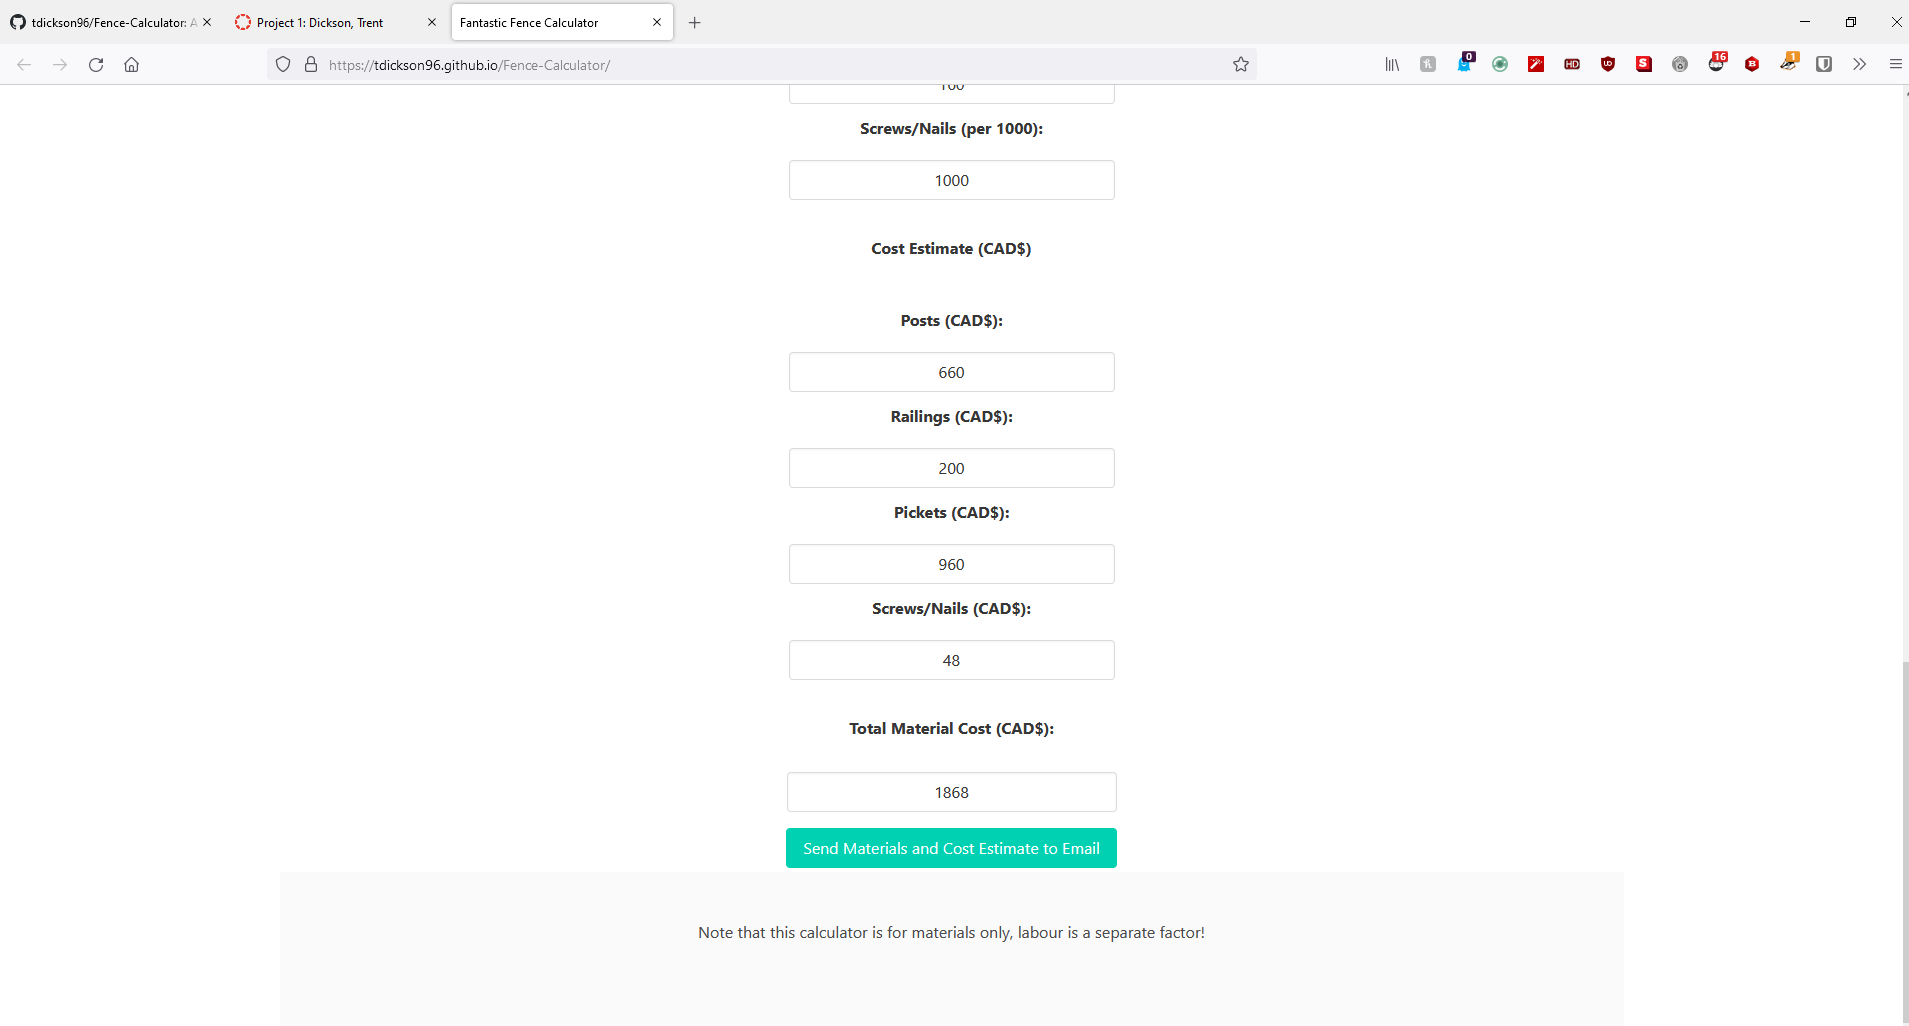 tdickson96/Fence-Calculator: A
Project 1: Dickson, Trent
Fantastic Fence Calculator
https://tdickson96.github.io/Fence-Calculator/
0
HD
16
1
Screws/Nails (per 1000):
1000
Cost Estimate (CAD$)
Posts (CAD$):
660
Railings (CAD$):
200
Pickets (CAD$):
960
Screws/Nails (CAD$):
48
Total Material Cost (CAD$):
1868
Send Materials and Cost Estimate to Email
Note that this calculator is for materials only, labour is a separate factor!